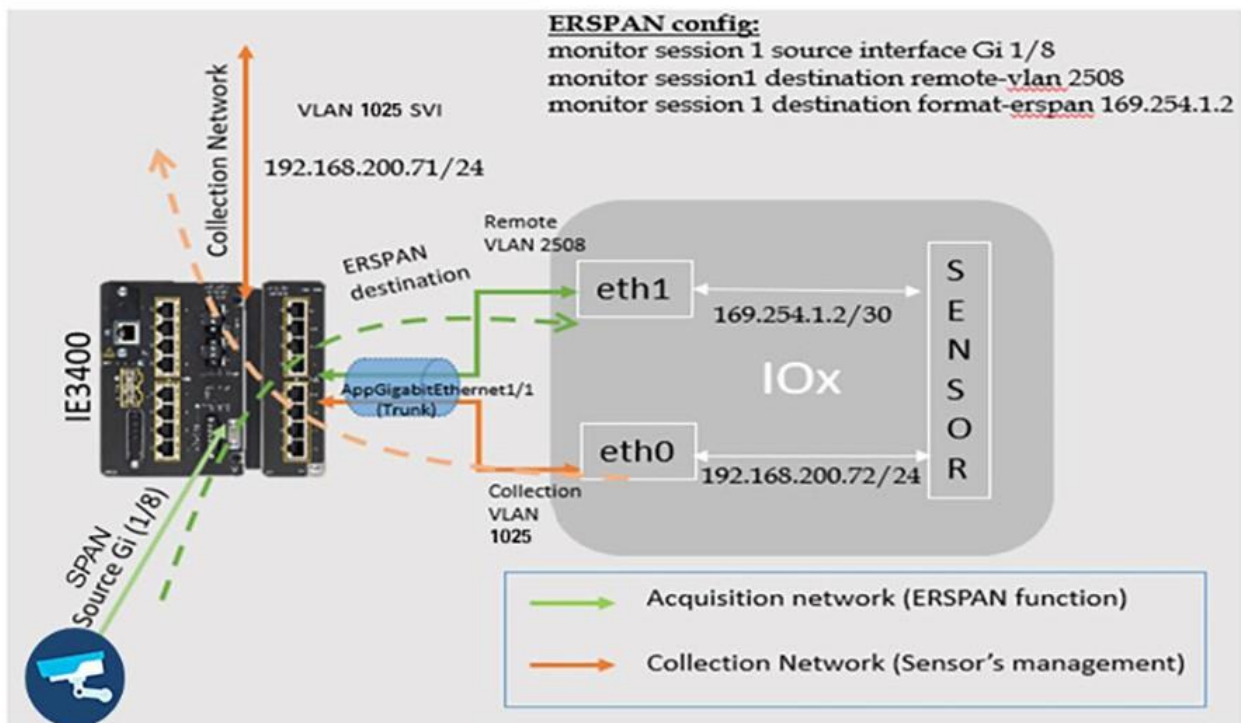 ERSPAN config:
monitor session 1 source interface Gi 1/8
monitor session1 destination remote-vlan 2508
monitor session 1 destination format-erspan 169.254.1.2
Collection Network
VLAN 1025 SVI
192.168.200.71/24
Remote
VLAN 2508
ERSPAN
destination
eth1
169.254.1.2/30
SENSOR
IOx
IE3400
AppGigabitEthernet1/1
(Trunk)
eth0
192.168.200.72/24
Collection
VLAN
1025
SPAN
Source Gi (1/8)
Acquisition network (ERSPAN function)
Collection Network (Sensor's management)